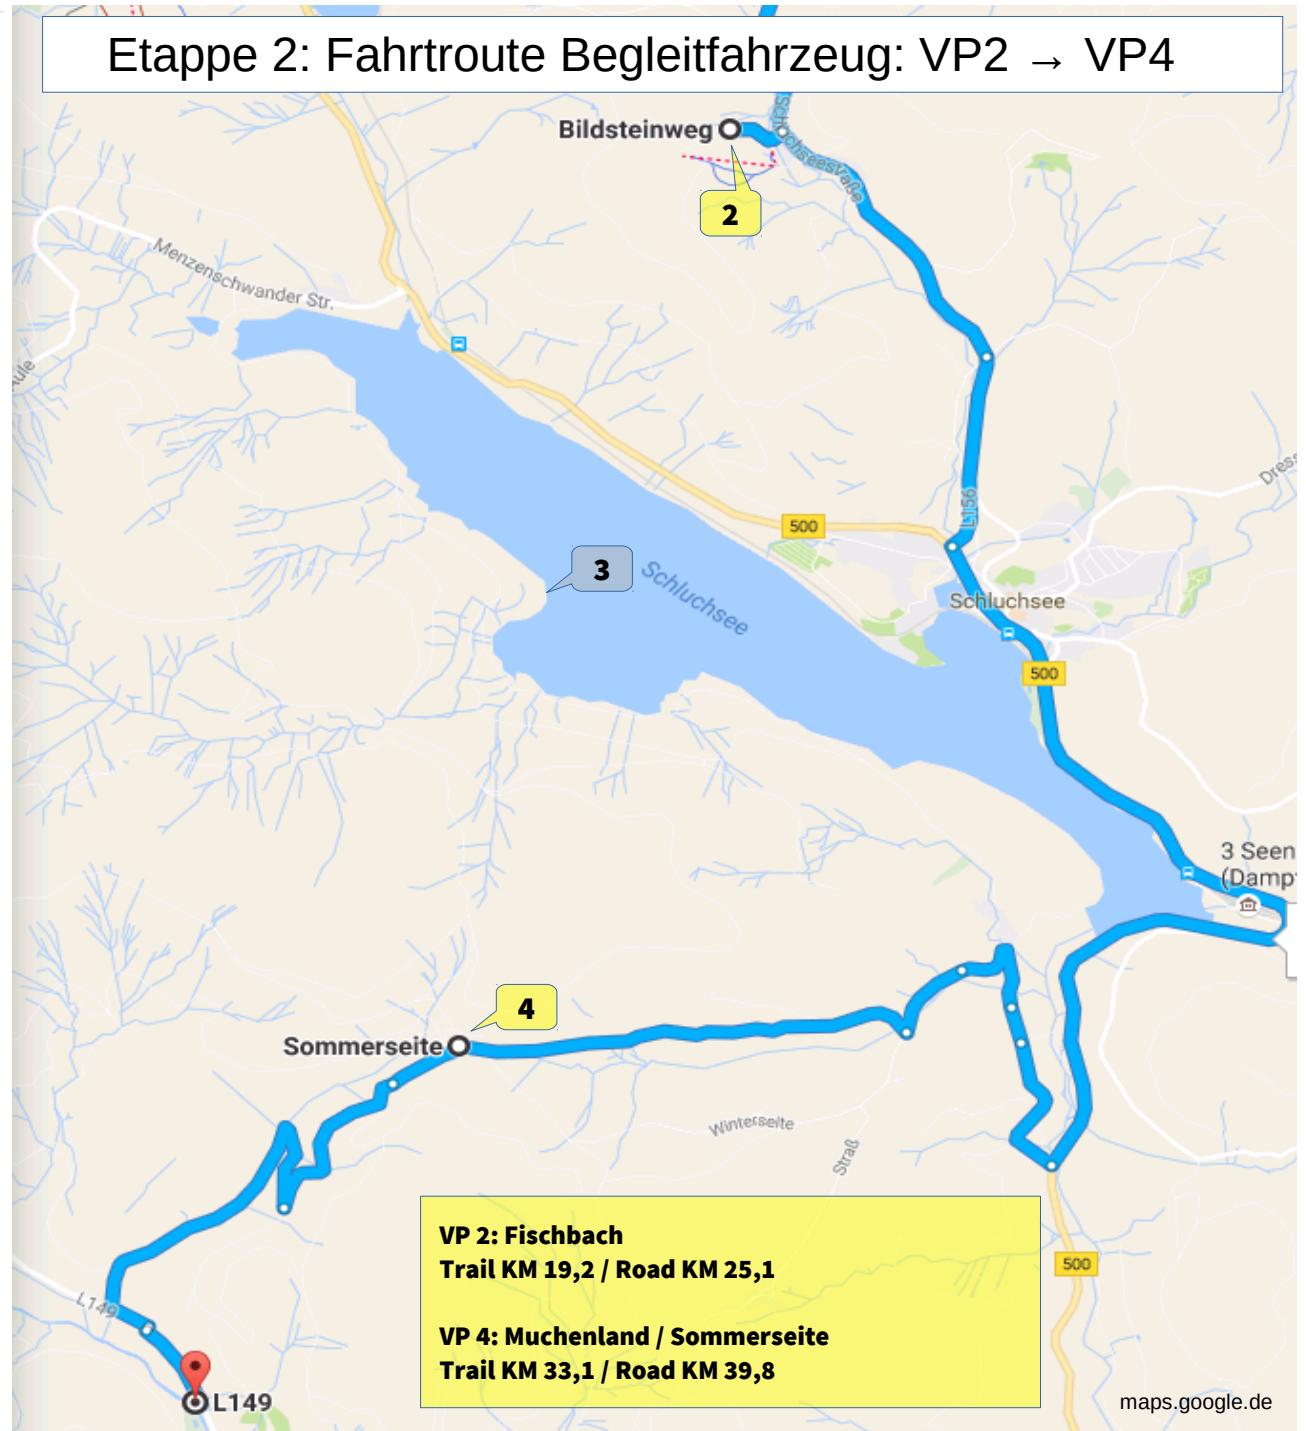 Etappe 2: Fahrtroute Begleitfahrzeug: VP2 → VP4
Bildsteinweg
2
Menzenschwander Str.
L156
500
3
Schluchsee
Schluchsee
500
3 Seen
4
Sommerseite
Winterseite
VP 2: Fischbach
Trail KM 19,2 / Road KM 25,1
VP 4: Muchenland / Sommerseite
Trail KM 33,1 / Road KM 39,8
500
L149
L149
maps.google.de